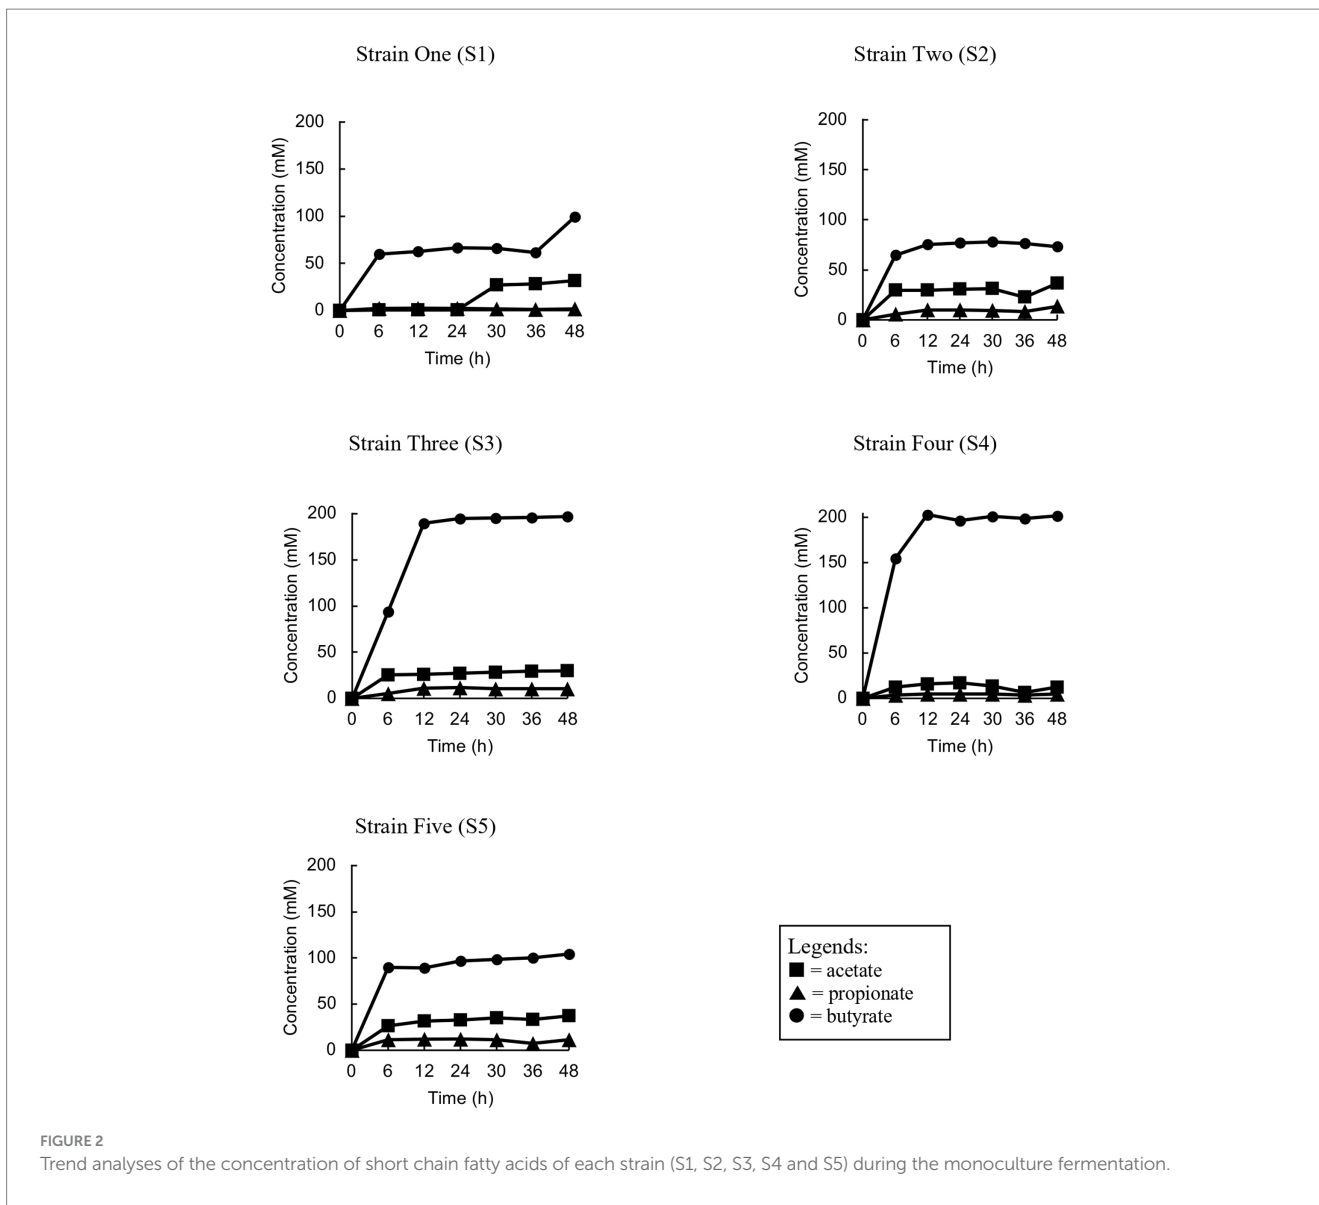 Strain One (S1)
200
150
100
50
0
Concentration (mM)
0 6 12 24 30 36 48
Time (h)
Strain Two (S2)
200
150
100
50
0
Concentration (mM)
0 6 12 24 30 36 48
Time (h)
Strain Three (S3)
200
150
100
50
0
Concentration (mM)
0 6 12 24 30 36 48
Time (h)
Strain Four (S4)
200
150
100
50
0
Concentration (mM)
0 6 12 24 30 36 48
Time (h)
Strain Five (S5)
200
150
100
50
0
Concentration (mM)
0 6 12 24 30 36 48
Time (h)
Legends:
= acetate
= propionate
= butyrate
FIGURE 2
Trend analyses of the concentration of short chain fatty acids of each strain (S1, S2, S3, S4 and S5) during the monoculture fermentation.